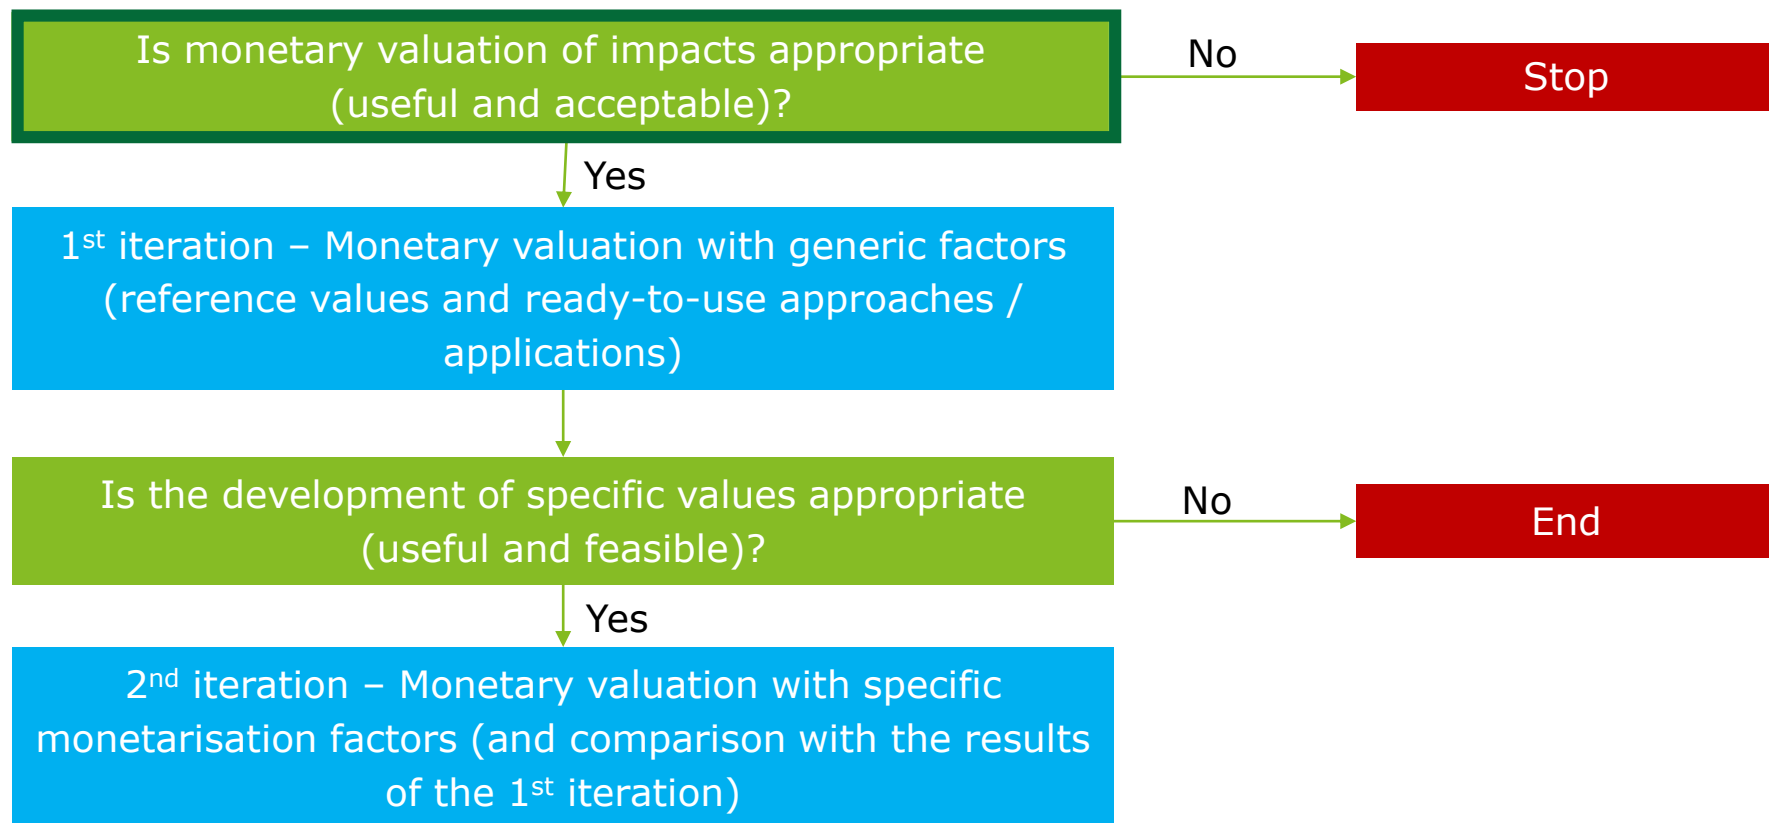 Is monetary valuation of impacts appropriate
(useful and acceptable)?
No
Stop
Yes
1st iteration – Monetary valuation with generic factors
(reference values and ready-to-use approaches /
applications)
Is the development of specific values appropriate
(useful and feasible)?
No
End
Yes
2nd iteration – Monetary valuation with specific
monetarisation factors (and comparison with the results
of the 1st iteration)